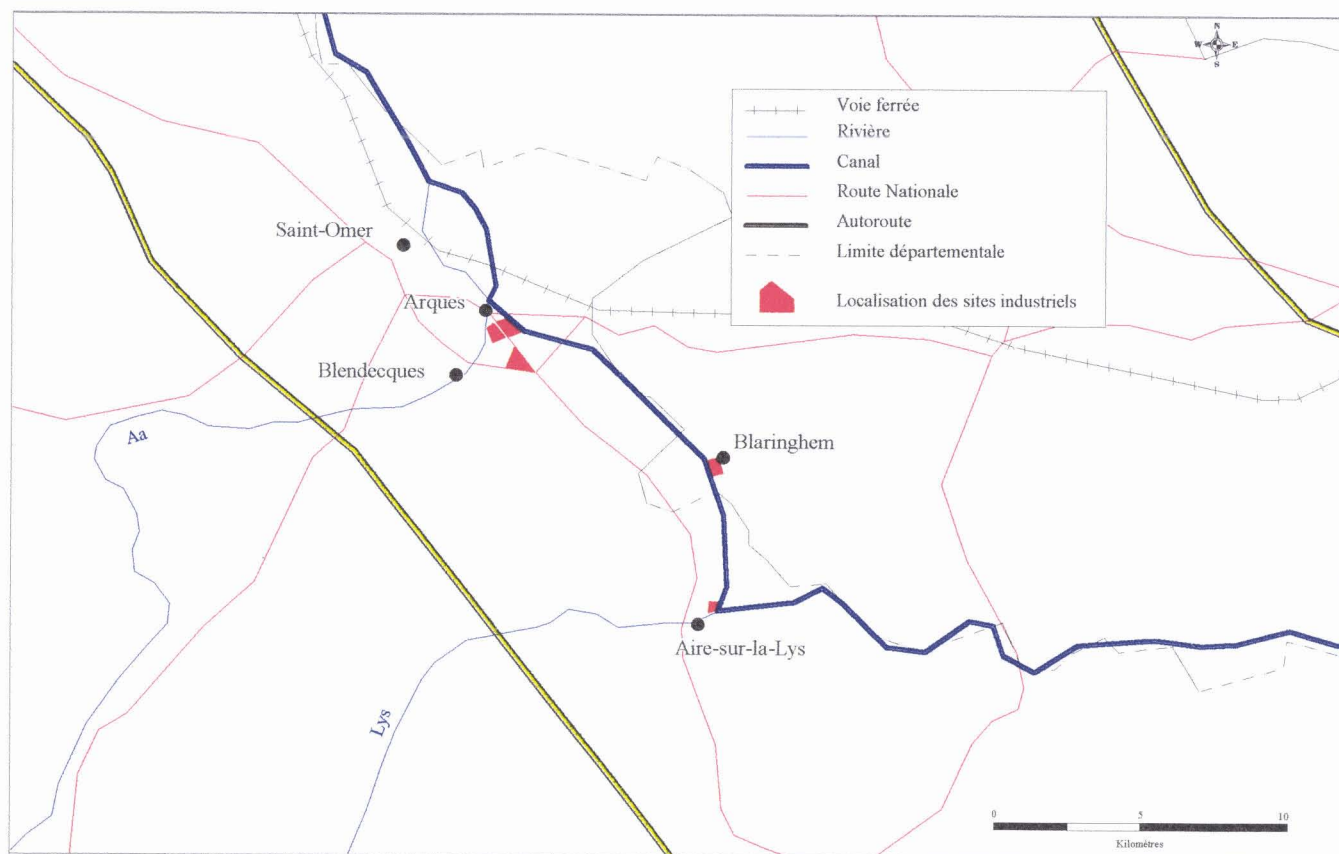 N
W E
S
Voie ferrée
Rivière
Canal
Route Nationale
Autoroute
Limite départementale
Localisation des sites industriels
Saint-Omer
Arques
Blendecques
Aa
Blaringhem
Aire-sur-la-Lys
Lys
0 5 10
Kilomètres